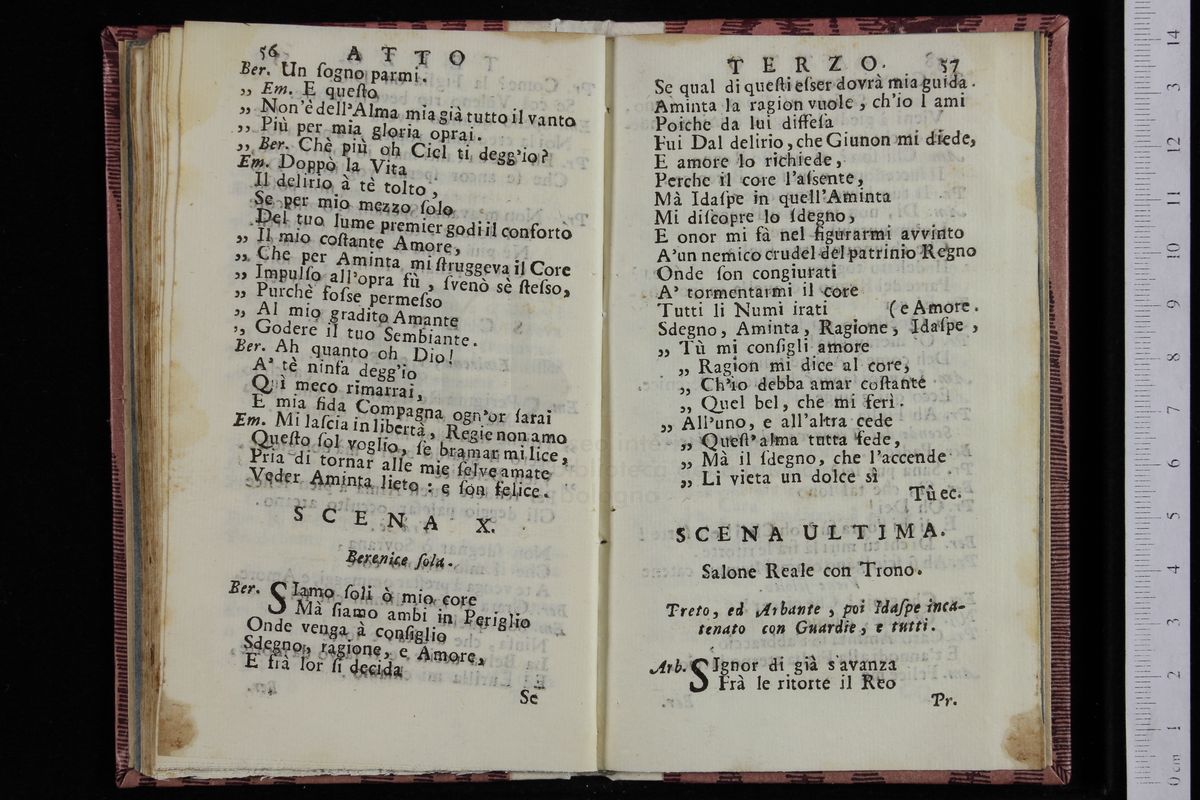 56 ATTO
Ber. Un ſogno parmi.
„ Em. E queſto
„ Non'è dell'Alma mia già tutto il vanto
„ Più per mia gloria oprai.
„ Ber. Chè più oh Ciel ti degg'io?
Em. Doppò la Vita
Il delirio à tè tolto,
Se per mio mezzo ſolo
Del tuo lume premier godi il confortò
„ Il mio coſtante Amore,
„ Che per Aminta mi ſtruggeva il Core
„ Impulſo all'opra fù, ſvenò sè ſteſso,
„ Purchè foſse permeſso
„ Al mio gradito Amante
„ Godere il tuo Sembiante.
Ber. Ah quanto oh Dio!
A' tè ninfa degg'io
Quì meco rimarrai,
E mia fida Compagna ogn'or ſarai
Em. Mi laſcia in libertà, Regie non amo
Queſto ſol voglio, ſe bramar mi lice,
Pria di tornar alle mie ſelve amate
Veder Aminta lieto: e ſon felice.
SCENA X.
Berenice ſola.
Ber. SIamo ſoli ò mio core
Mà ſiamo ambi in Periglio
Onde venga à conſiglio
Sdegno, ragione, e Amore,
E frà lor ſi decida
Se
TERZO. 57
Se qual di queſti eſser dovrà mia guida.
Aminta la ragion vuole, ch'io l ami
Poiche da lui diffeſa
Fui Dal delirio, che Giunon mi diede,
E amore lo richiede,
Perche il core l'aſsente,
Mà Idaſpe in quell'Aminta
Mi diſcopre lo ſdegno,
E onor mi fà nel figurarmi avvinto
A'un nemico crudel del patrinio Regno
Onde ſon congiurati
A' tormentarmi il core
Tutti li Numi irati (e Amore.
Sdegno, Aminta, Ragione, Idaſpe,
„ Tù mi conſigli amore
„ Ragion mi dice al core,
„ Ch'io debba amar coſtante
„ Quel bel, che mi ferì.
„ All'uno, e all'altra cede
„ Queſt'alma tutta fede,
„ Mà il ſdegno, che l'accende
„ Li vieta un dolce sì
Tù ec.
SCENA ULTIMA.
Salone Reale con Trono.
Treto, ed Arbante, poi Idaſpe inca-
tenato con Guardie, e tutti.
Arb. SIgnor di già s'avanza
Frà le ritorte il Reo
Pr.